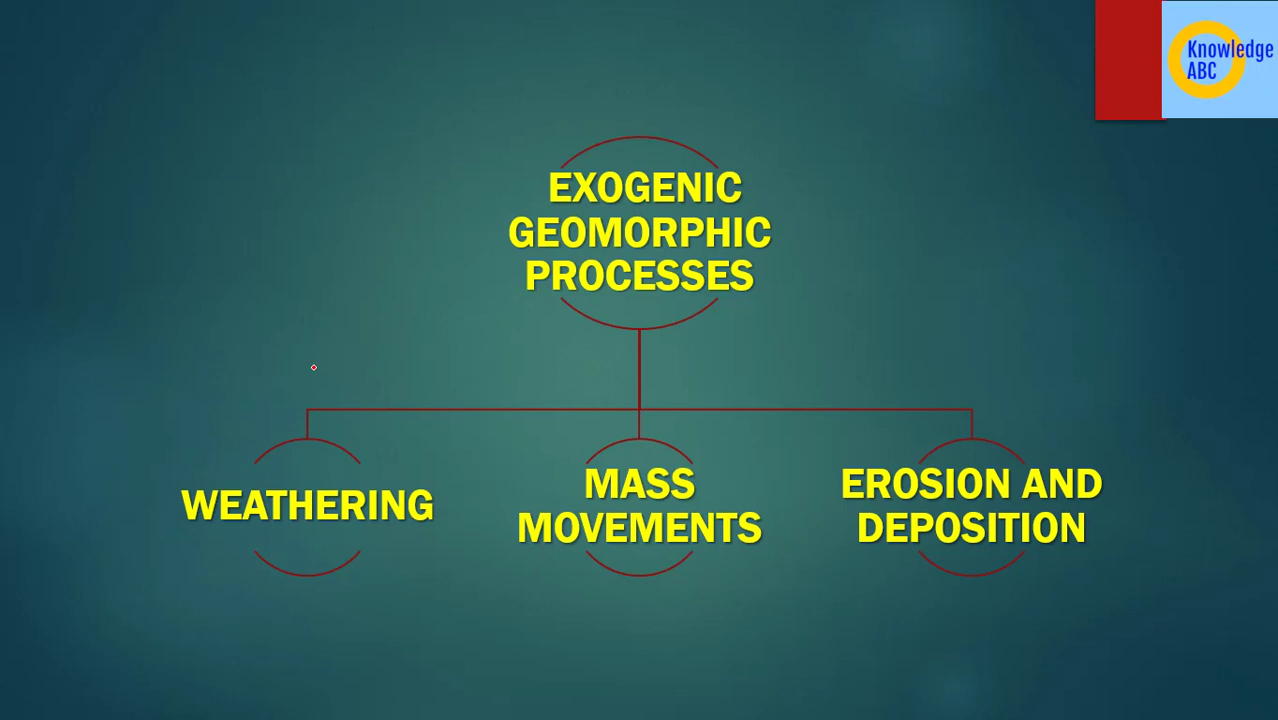 Knowledge
ABC
EXOGENIC
GEOMORPHIC
PROCESSES
WEATHERING
MASS
MOVEMENTS
EROSION AND
DEPOSITION